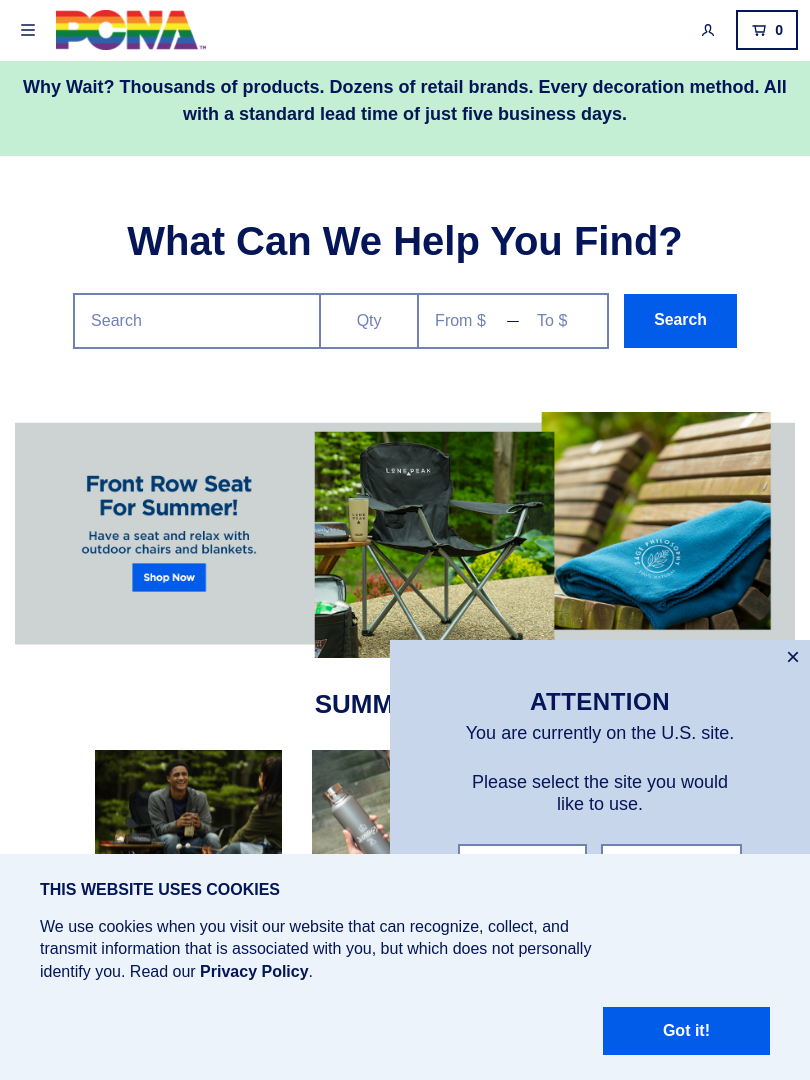 PCNA
0
Why Wait? Thousands of products. Dozens of retail brands. Every decoration method. All
with a standard lead time of just five business days.
What Can We Help You Find?
Search
Qty
From $
—
To $
Search
Front Row Seat
For Summer!
Have a seat and relax with
outdoor chairs and blankets.
Shop Now
LONE PEAK
SAGE PHILOSOPHY
SUMM
×
ATTENTION
You are currently on the U.S. site.
Please select the site you would
like to use.
THIS WEBSITE USES COOKIES
We use cookies when you visit our website that can recognize, collect, and
transmit information that is associated with you, but which does not personally
identify you. Read our Privacy Policy.
Got it!